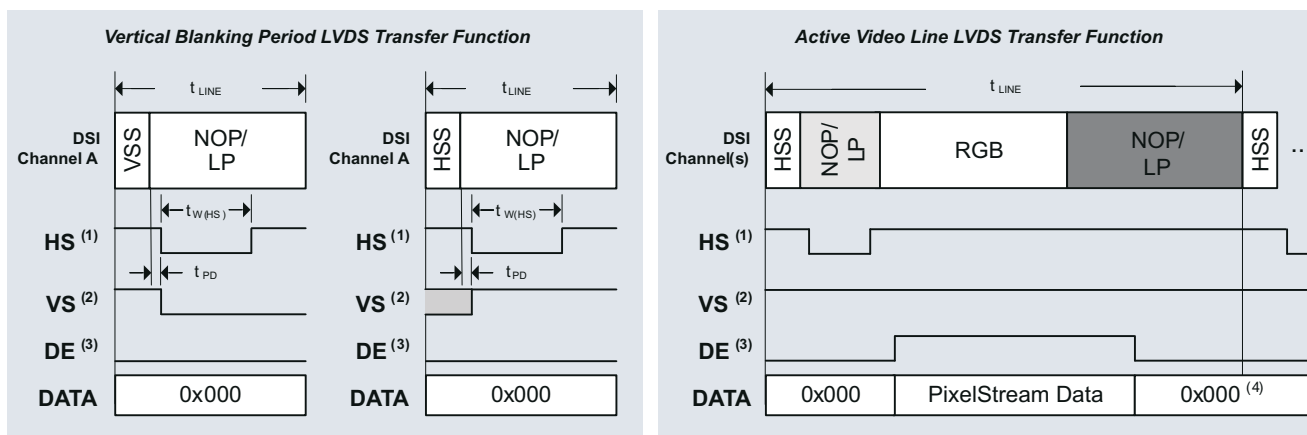 Vertical Blanking Period LVDS Transfer Function
t LINE
t LINE
DSI
Channel A
VSS
NOP/
LP
DSI
Channel A
HSS
NOP/
LP
t W(HS)
t W(HS)
HS (1)
HS (1)
t PD
t PD
VS (2)
VS (2)
DE (3)
DE (3)
DATA
0x000
DATA
0x000
Active Video Line LVDS Transfer Function
t LINE
DSI
Channel(s)
HSS
NOP/
LP
RGB
NOP/
LP
HSS
..
HS (1)
VS (2)
DE (3)
DATA
0x000
PixelStream Data
0x000 (4)